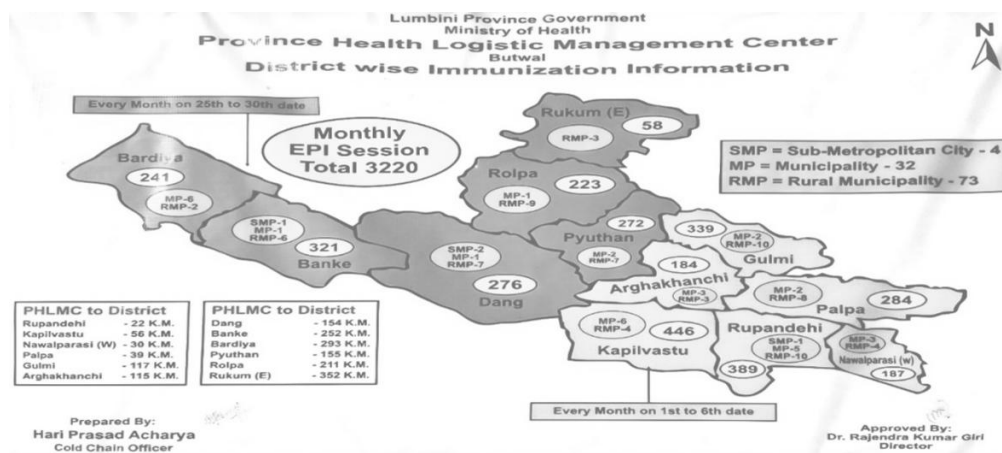 Lumbini Province Government
Ministry of Health
Province Health Logistic Management Center
Butwal
District wise Immunization Information
N
Every Month on 25th to 30th date
Monthly
EPI Session
Total 3220
SMP = Sub-Metropolitan City - 4
MP = Municipality - 32
RMP = Rural Municipality - 73
Rukum (E)
58
RMP-3
Bardiya
241
MP-6
RMP-2
Rolpa
223
MP-1
RMP-9
SMP-1
MP-1
RMP-6
321
Banke
SMP-2
MP-1
RMP-7
276
Dang
272
Pyuthan
MP-2
RMP-7
339
MP-2
RMP-10
Gulmi
184
Arghakhanchi
MP-3
RMP-3
MP-2
RMP-8
284
Palpa
MP-6
RMP-4
446
Kapilvastu
Rupandehi
SMP-1
MP-5
RMP-10
389
MP-3
RMP-4
Nawalparasi (w)
187
PHLMC to District
Rupandehi - 22 K.M.
Kapilvastu - 56 K.M.
Nawalparasi (W) - 30 K.M.
Palpa - 39 K.M.
Gulmi - 117 K.M.
Arghakhanchi - 115 K.M.
PHLMC to District
Dang - 154 K.M.
Banke - 252 K.M.
Bardiya - 293 K.M.
Pyuthan - 155 K.M.
Rolpa - 211 K.M.
Rukum (E) - 352 K.M.
Every Month on 1st to 6th date
Prepared By:
Hari Prasad Acharya
Cold Chain Officer
Approved By:
Dr. Rajendra Kumar Giri
Director